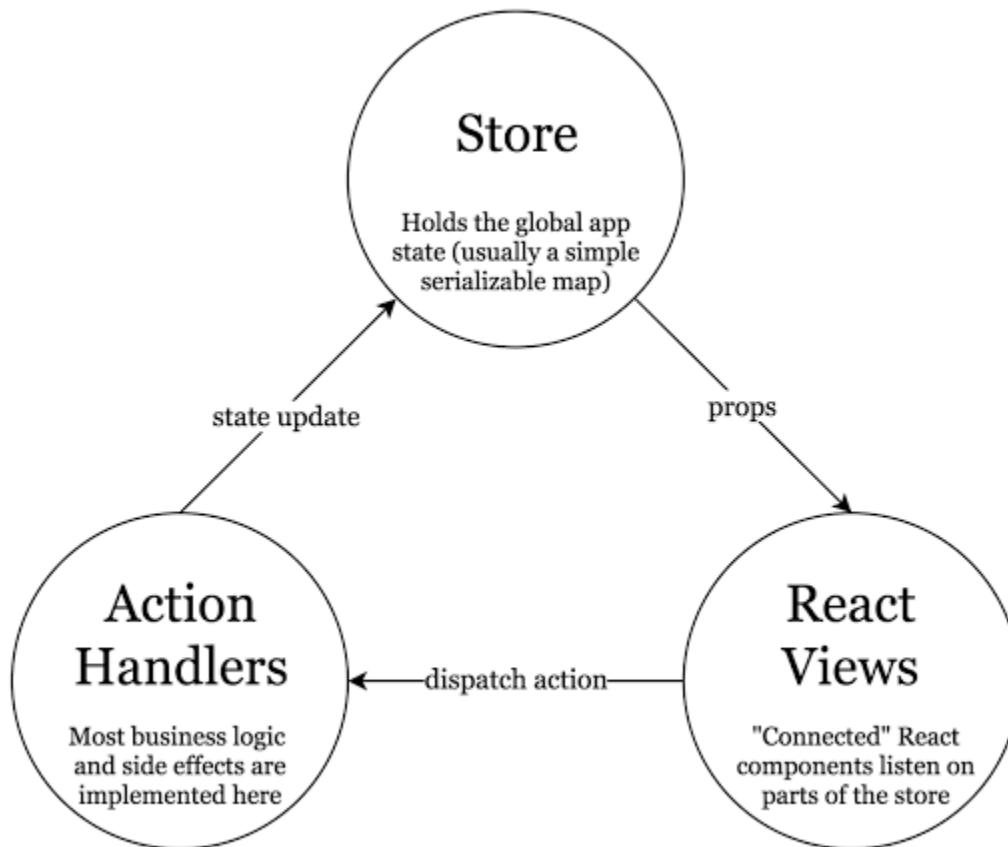 Store
Holds the global app
state (usually a simple
serializable map)
state update
props
Action
Handlers
Most business logic
and side effects are
implemented here
dispatch action
React
Views
"Connected" React
components listen on
parts of the store